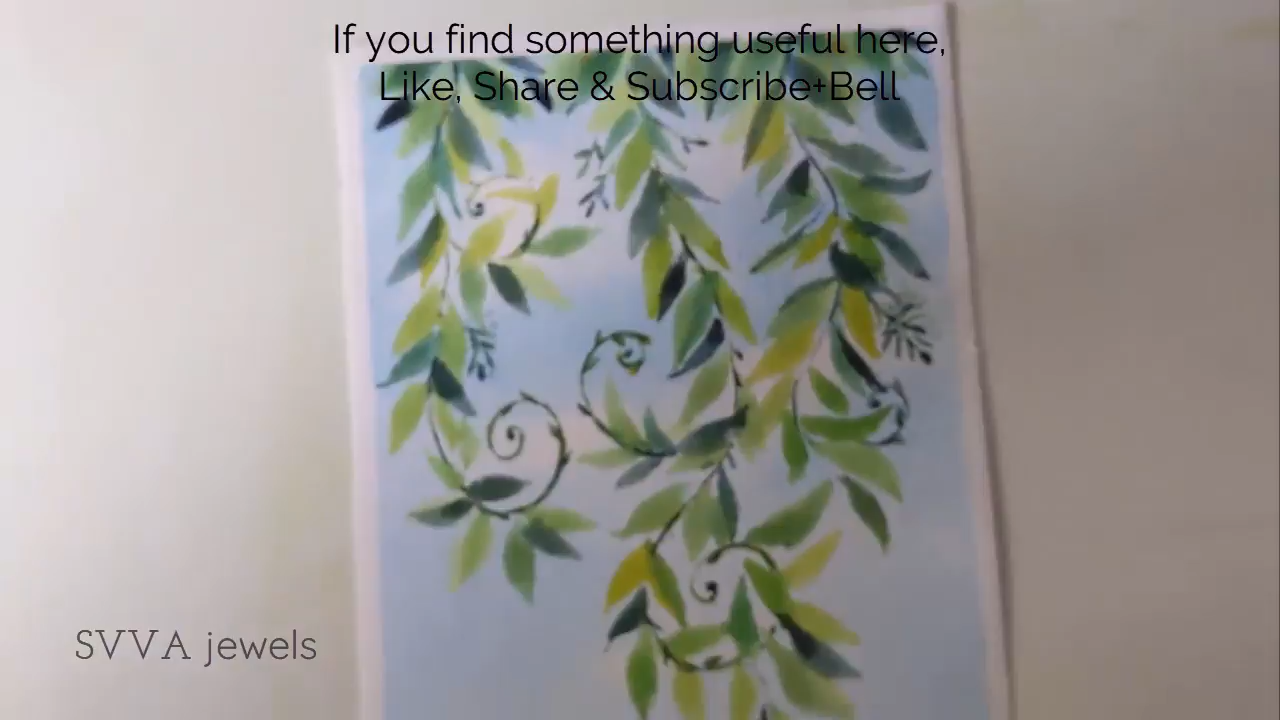 If you find something useful here,
Like, Share & Subscribe+Bell
SVVA jewels